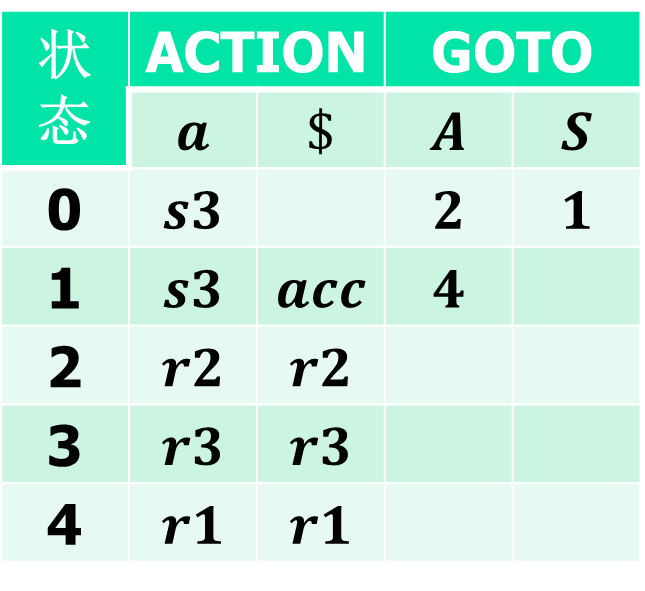 状态 ACTION GOTO
a $ A S
0 s3 2 1
1 s3 acc 4
2 r2 r2
3 r3 r3
4 r1 r1